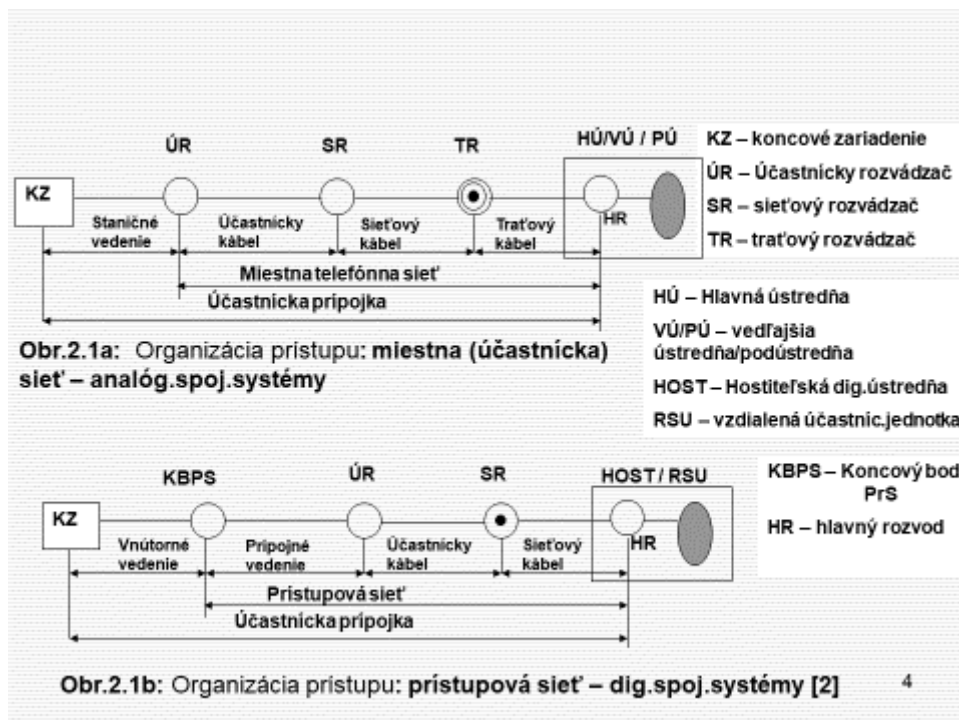 ÚR SR TR HÚ/VÚ / PÚ
KZ
HR
Staničné
vedenie
Účastnícky
kábel
Sieťový
kábel
Traťový
kábel
Miestna telefónna sieť
Účastnícka prípojka
KZ – koncové zariadenie
ÚR – Účastnícky rozvádzač
SR – sieťový rozvádzač
TR – traťový rozvádzač
HÚ – Hlavná ústredňa
VÚ/PÚ – vedľajšia
ústredňa/podústredňa
HOST – Hostiteľská dig.ústredňa
RSU – vzdialená účastníc.jednotka
Obr.2.1a: Organizácia prístupu: miestna (účastnícka)
sieť – analóg.spoj.systémy
KBPS ÚR SR HOST / RSU
KZ
HR
Vnútorné
vedenie
Prípojné
vedenie
Účastnícky
kábel
Sieťový
kábel
Prístupová sieť
Účastnícka prípojka
KBPS – Koncový bod
PrS
HR – hlavný rozvod
Obr.2.1b: Organizácia prístupu: prístupová sieť – dig.spoj.systémy [2]
4